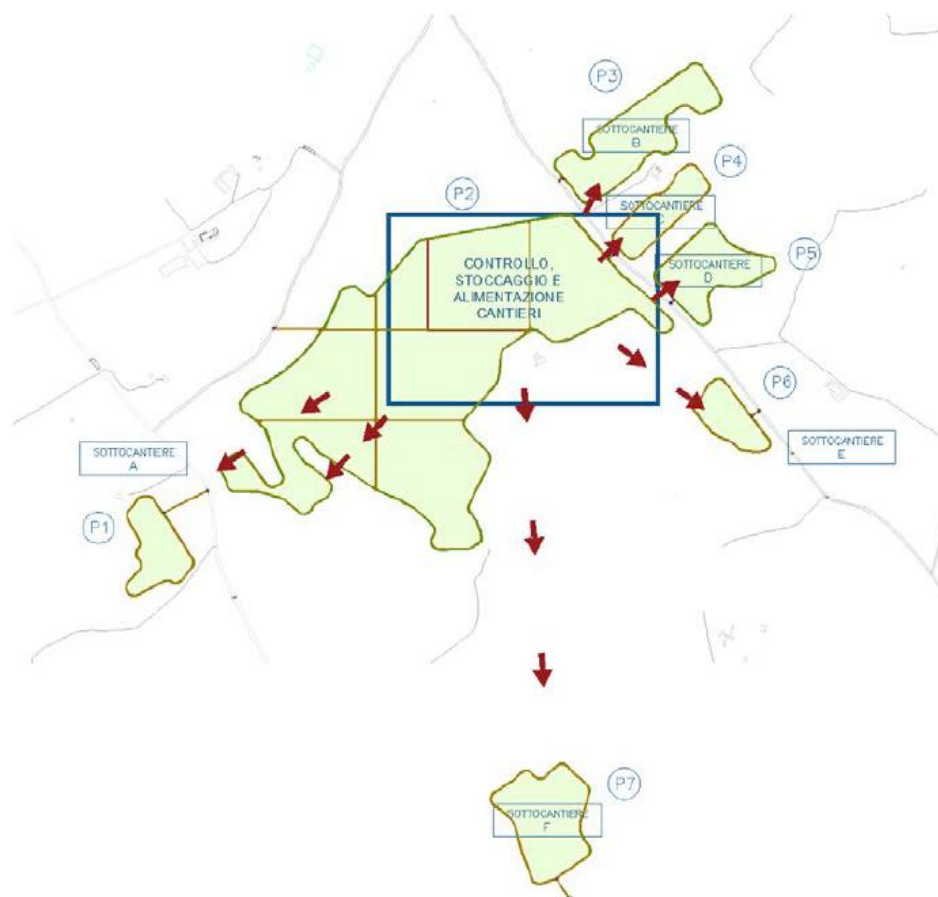 P3
SOTTOCANTIERE
B
P4
P2
SOTTOCANTIERE
C
CONTROLLO,
STOCCAGGIO E
ALIMENTAZIONE
CANTIERI
SOTTOCANTIERE
D
P5
P6
SOTTOCANTIERE
A
SOTTOCANTIERE
E
P1
P7
SOTTOCANTIERE
F